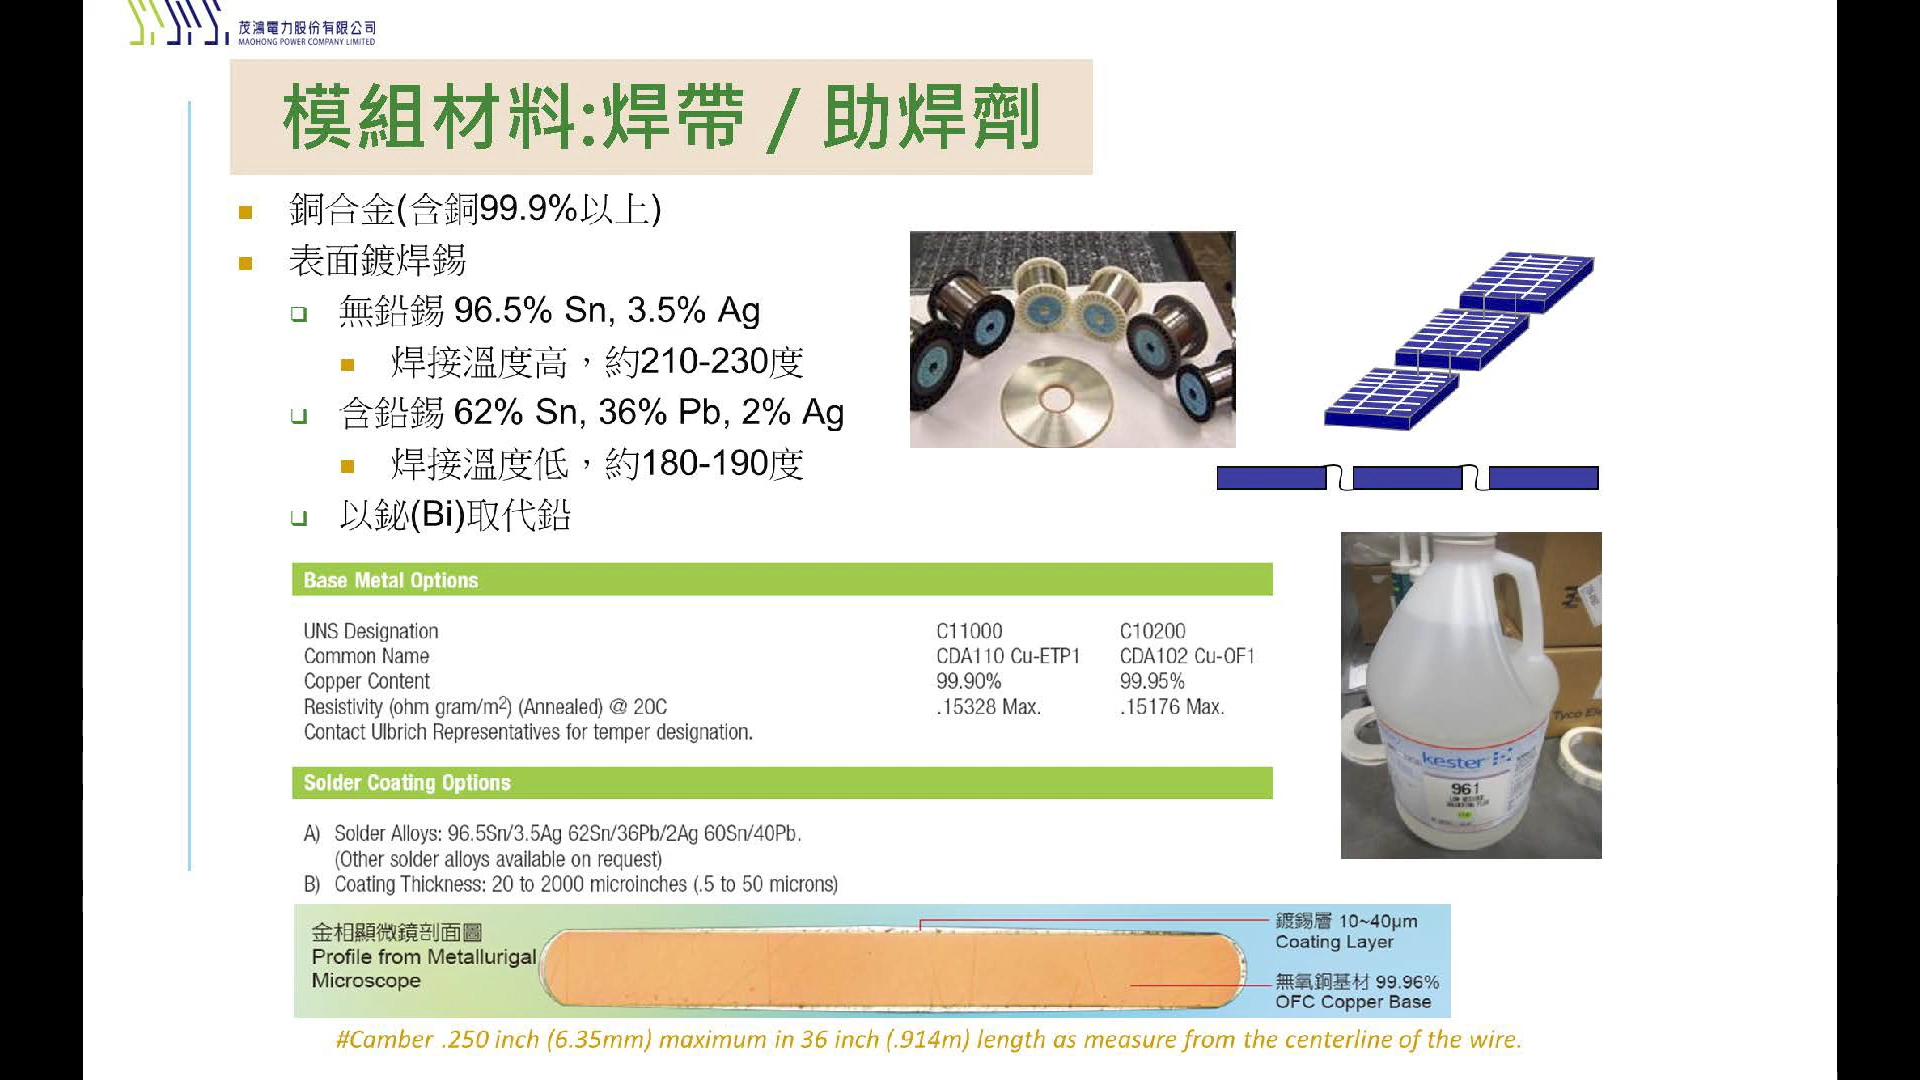 茂鴻電力股份有限公司
MAOHONG POWER COMPANY LIMITED
模組材料:焊帶 / 助焊劑
銅合金(含銅99.9%以上)
表面鍍焊錫
無鉛錫 96.5% Sn, 3.5% Ag
焊接溫度高，約210-230度
含鉛錫 62% Sn, 36% Pb, 2% Ag
焊接溫度低，約180-190度
以鉍(Bi)取代鉛
Base Metal Options
UNS Designation C11000 C10200
Common Name CDA110 Cu-ETP1 CDA102 Cu-OF1
Copper Content 99.90% 99.95%
Resistivity (ohm gram/m2) (Annealed) @ 20C .15328 Max. .15176 Max.
Contact Ulbrich Representatives for temper designation.
Solder Coating Options
A) Solder Alloys: 96.5Sn/3.5Ag 62Sn/36Pb/2Ag 60Sn/40Pb.
(Other solder alloys available on request)
B) Coating Thickness: 20 to 2000 microinches (.5 to 50 microns)
Tyco Ele
kester
961
金相顯微鏡剖面圖
Profile from Metallurigal
Microscope
鍍錫層 10~40μm
Coating Layer
無氧銅基材 99.96%
OFC Copper Base
#Camber .250 inch (6.35mm) maximum in 36 inch (.914m) length as measure from the centerline of the wire.